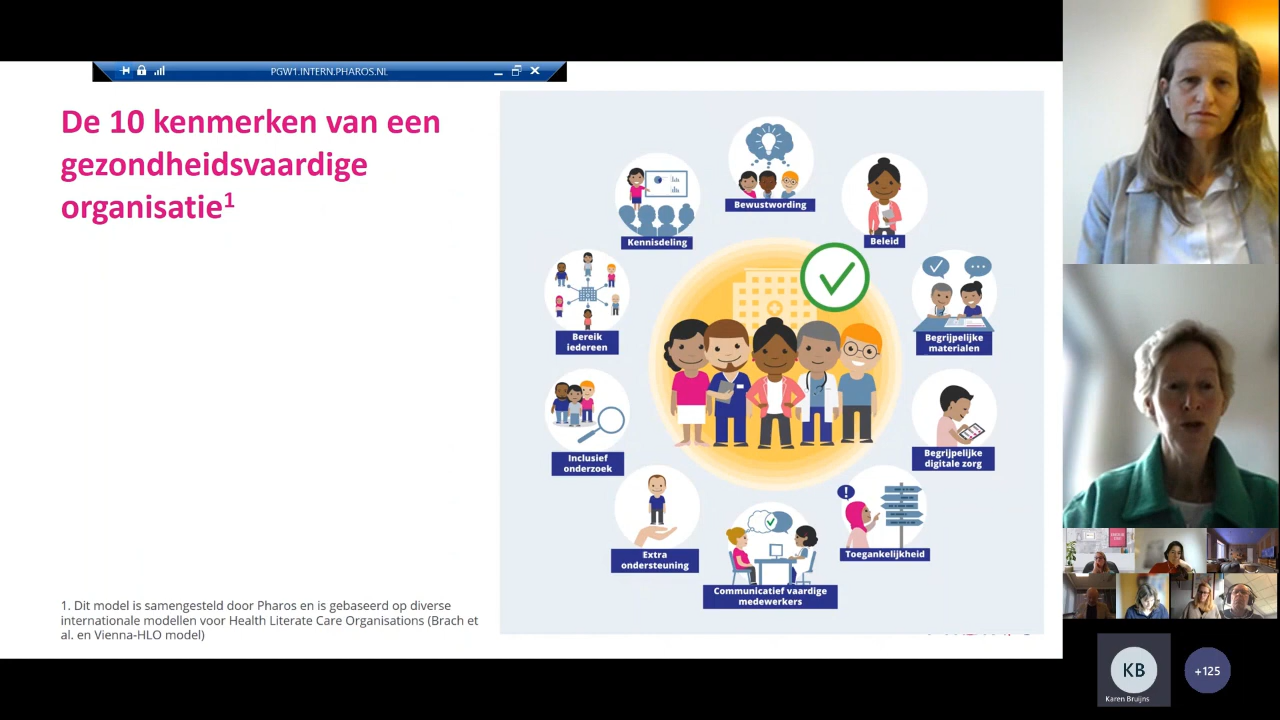 PGW1.INTERN.PHAROS.NL
De 10 kenmerken van een
gezondheidsvaardige
organisatie¹
Bewustwording
Kennisdeling
Beleid
Bereik
iedereen
Begrijpelijke
materialen
Inclusief
onderzoek
Begrijpelijke
digitale zorg
Extra
ondersteuning
Toegankelijkheid
Communicatief vaardige
medewerkers
1. Dit model is samengesteld door Pharos en is gebaseerd op diverse
internationale modellen voor Health Literate Care Organisations (Brach et
al. en Vienna-HLO model)
KB
Karen Bruijns
+125